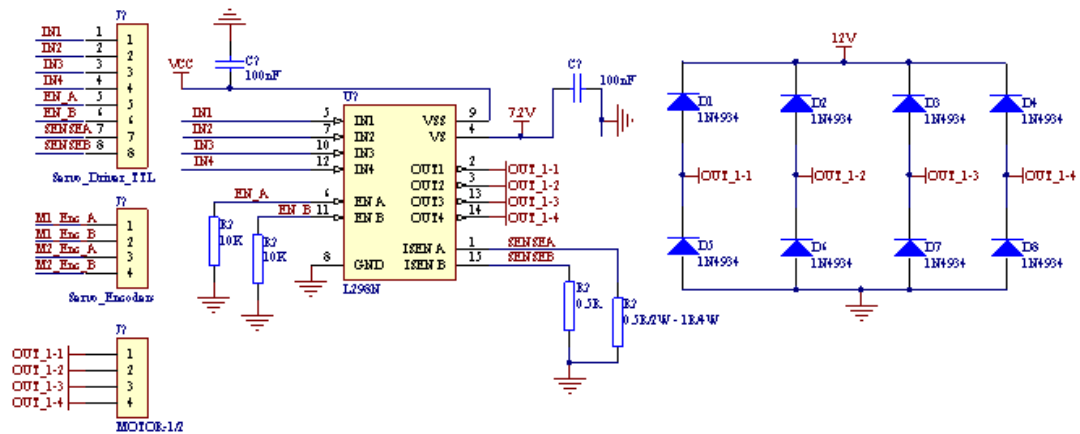 J?
IN1 1 1
IN2 2 2
IN3 3 3
IN4 4 4
EN_A 5 5
EN_B 6 6
SENSEA 7 7
SENSEB 8 8
Servo_Driver_TTL
J?
M1_Enc_A 1
M1_Enc_B 2
M2_Enc_A 3
M2_Enc_B 4
Servo_Encoders
J?
OUT_1-1 1
OUT_1-2 2
OUT_1-3 3
OUT_1-4 4
MOTOR-1/2
VCC
C?
100nF
C?
100nF
U?
7.2V
IN1 5 IN1
IN2 7 IN2
IN3 10 IN3
IN4 12 IN4
EN_A 6 EN A
EN_B 11 EN B
8 GND
VSS 9
VS 4
OUT1 2 OUT_1-1
OUT2 3 OUT_1-2
OUT3 13 OUT_1-3
OUT4 14 OUT_1-4
ISEN A 1 SENSEA
ISEN B 15 SENSEB
L298N
R?
10K
R?
10K
R?
0.5R
R?
0.5R/2W - 1R/4W
12V
D1
1N4934
D2
1N4934
D3
1N4934
D4
1N4934
OUT_1-1
OUT_1-2
OUT_1-3
OUT_1-4
D5
1N4934
D6
1N4934
D7
1N4934
D8
1N4934